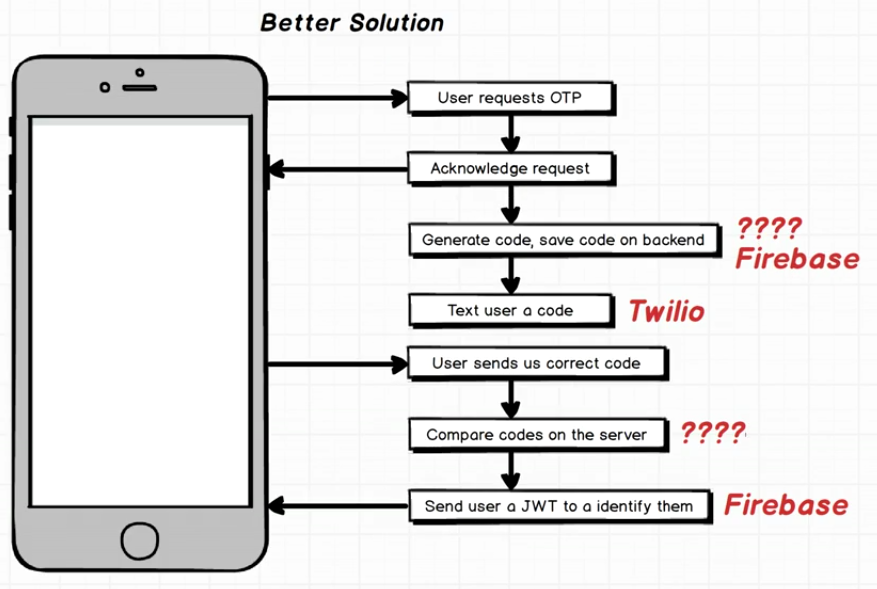 Better Solution
User requests OTP
Acknowledge request
Generate code, save code on backend
????
Firebase
Text user a code
Twilio
User sends us correct code
Compare codes on the server
????
Send user a JWT to a identify them
Firebase